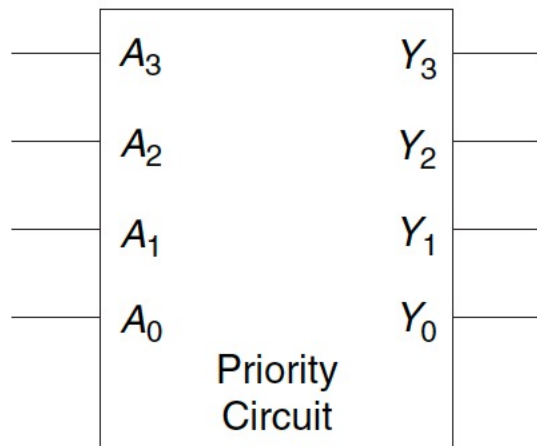 A3 Y3
A2 Y2
A1 Y1
A0 Y0
Priority
Circuit